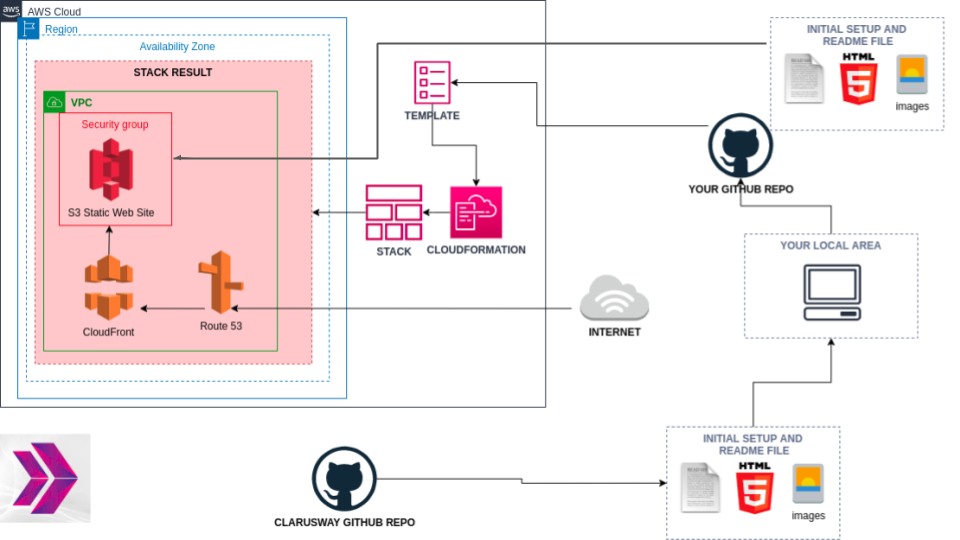 aws
AWS Cloud
Region
Availability Zone
STACK RESULT
VPC
Security group
S3 Static Web Site
CloudFront
Route 53
TEMPLATE
STACK
CLOUDFORMATION
INTERNET
INITIAL SETUP AND
README FILE
README
HTML
5
images
YOUR GITHUB REPO
YOUR LOCAL AREA
INITIAL SETUP AND
README FILE
README
HTML
5
images
CLARUSWAY GITHUB REPO